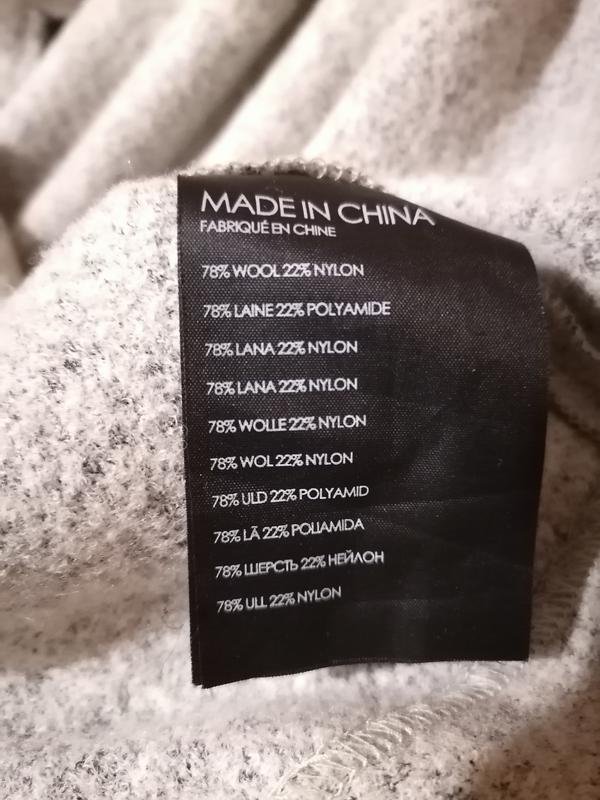 MADE IN CHINA
FABRIQUÉ EN CHINE
78% WOOL 22% NYLON
78% LAINE 22% POLYAMIDE
78% LANA 22% NYLON
78% LANA 22% NYLON
78% WOLLE 22% NYLON
78% WOL 22% NYLON
78% ULD 22% POLYAMID
78% LÃ 22% POLIAMIDA
78% ШЕРСТЬ 22% НЕЙЛОН
78% ULL 22% NYLON